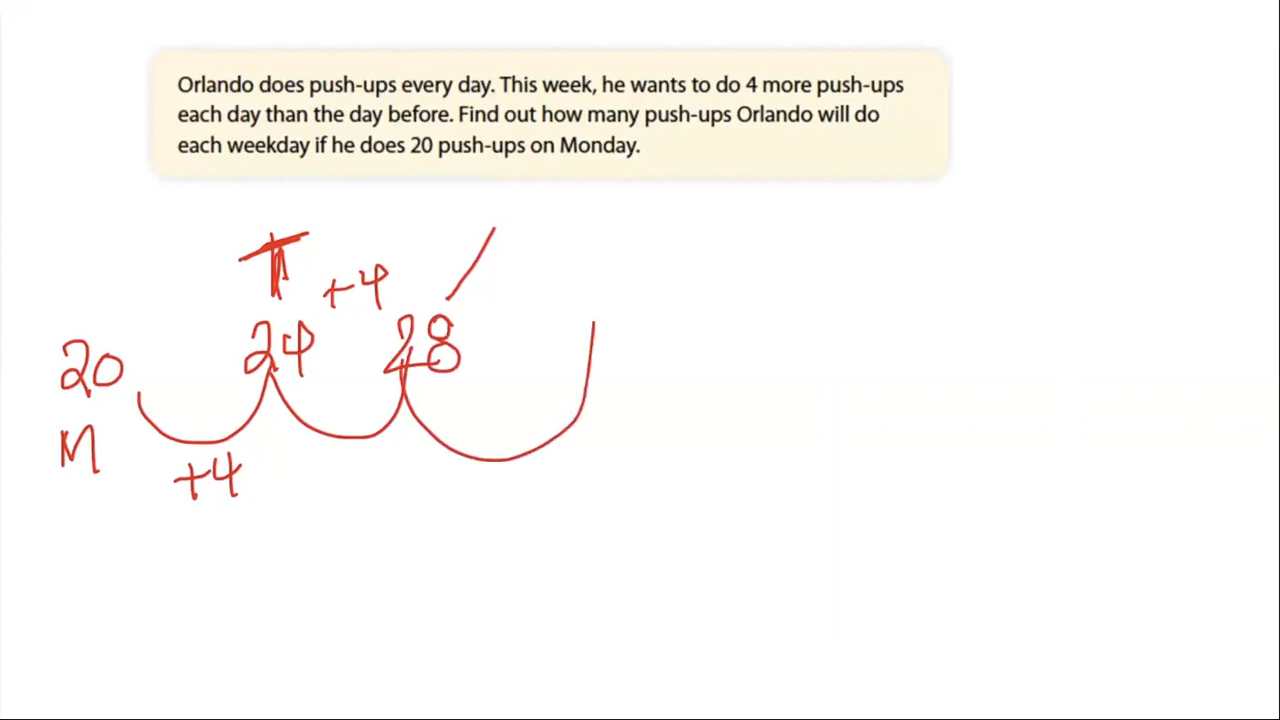 Orlando does push-ups every day. This week, he wants to do 4 more push-ups
each day than the day before. Find out how many push-ups Orlando will do
each weekday if he does 20 push-ups on Monday.
T
+4
20 24 28
M
+4